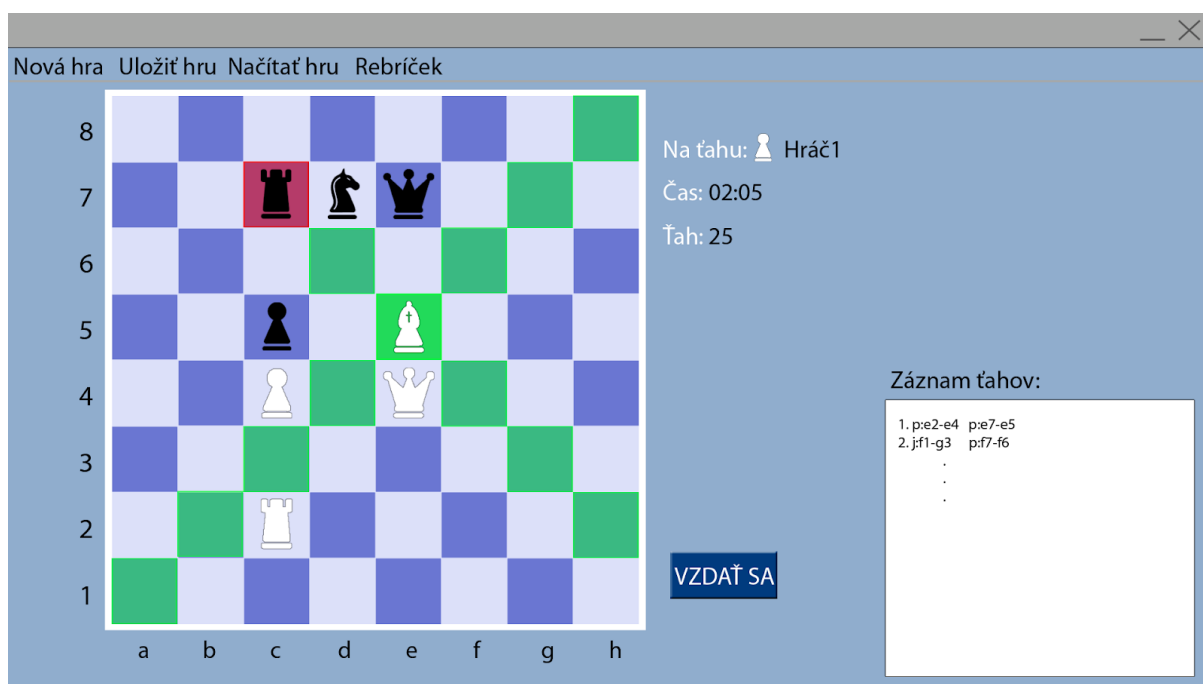 Nová hra Uložiť hru Načítať hru Rebríček
8
7
6
5
4
3
2
1
a b c d e f g h
Na ťahu: Hráč1
Čas: 02:05
Ťah: 25
Záznam ťahov:
1. p:e2-e4 p:e7-e5
2. j:f1-g3 p:f7-f6
.
.
.
VZDAŤ SA